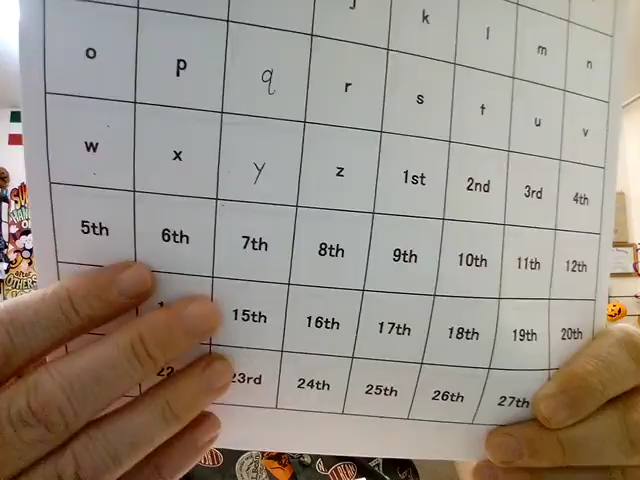 j k l m n
o p q r s t u v
w x y z 1st 2nd 3rd 4th
5th 6th 7th 8th 9th 10th 11th 12th
15th 16th 17th 18th 19th 20th
22 23rd 24th 25th 26th 27th